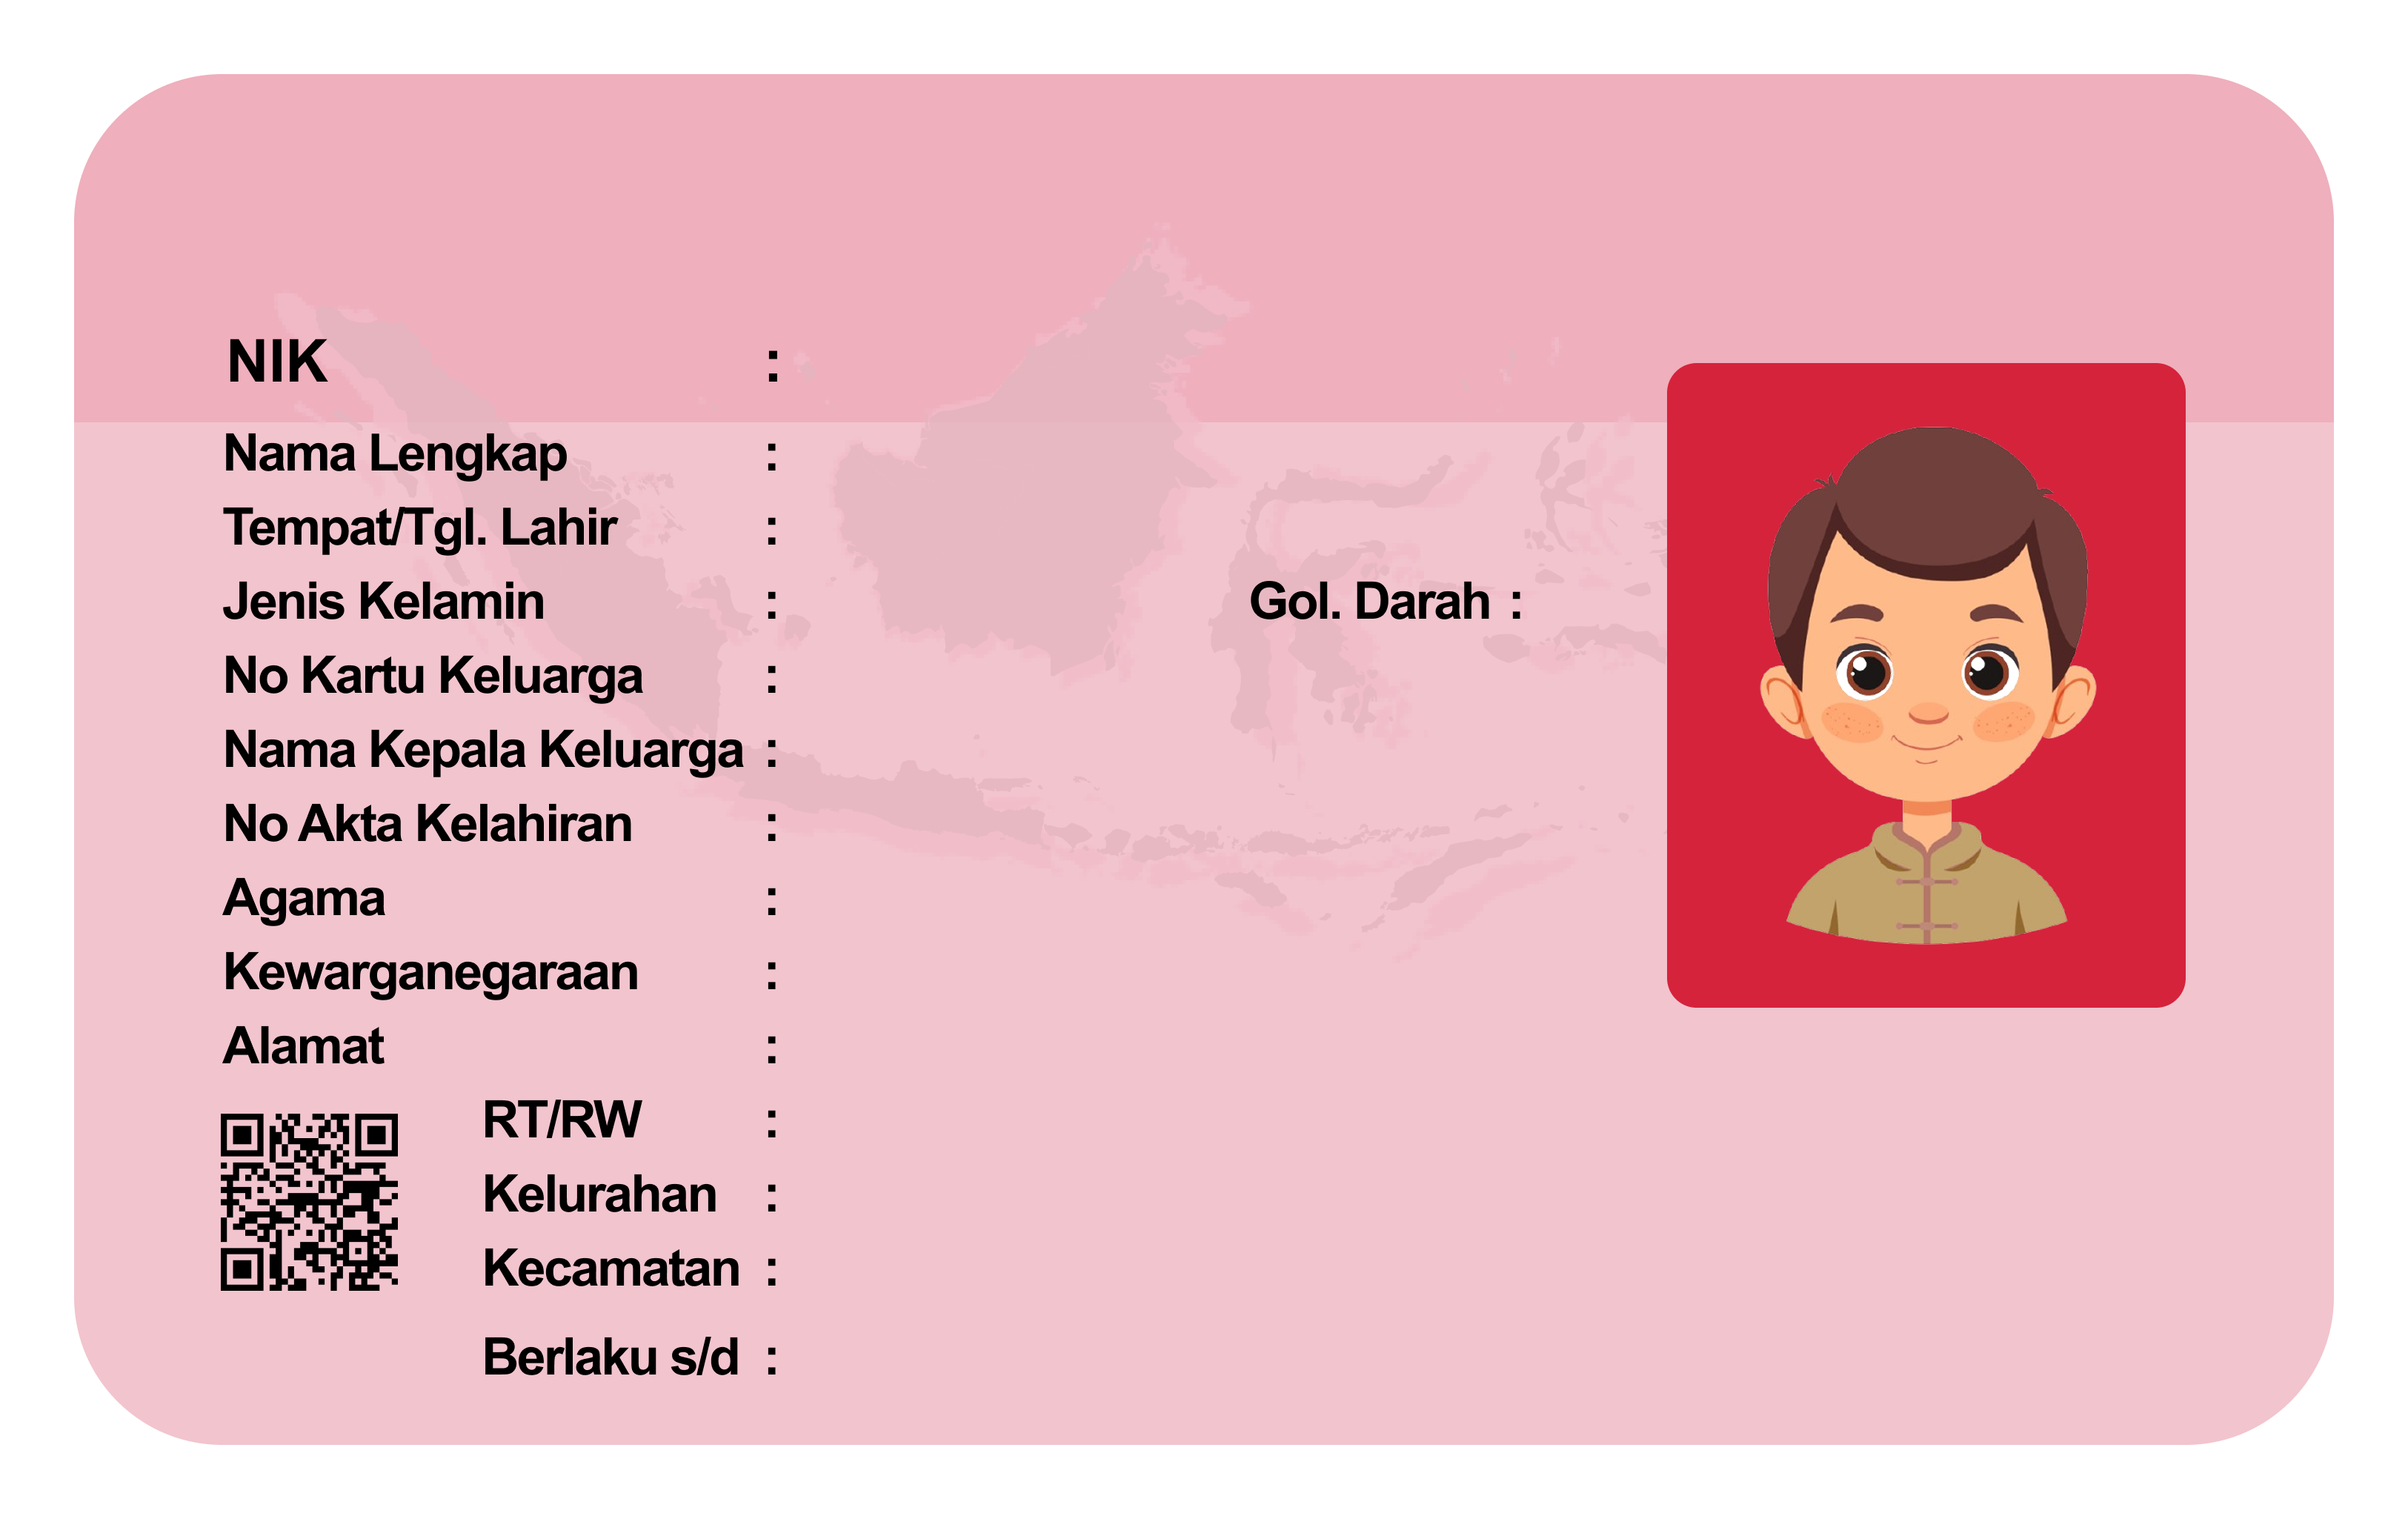 NIK :
Nama Lengkap :
Tempat/Tgl. Lahir :
Jenis Kelamin : Gol. Darah :
No Kartu Keluarga :
Nama Kepala Keluarga :
No Akta Kelahiran :
Agama :
Kewarganegaraan :
Alamat :
RT/RW :
Kelurahan :
Kecamatan :
Berlaku s/d :